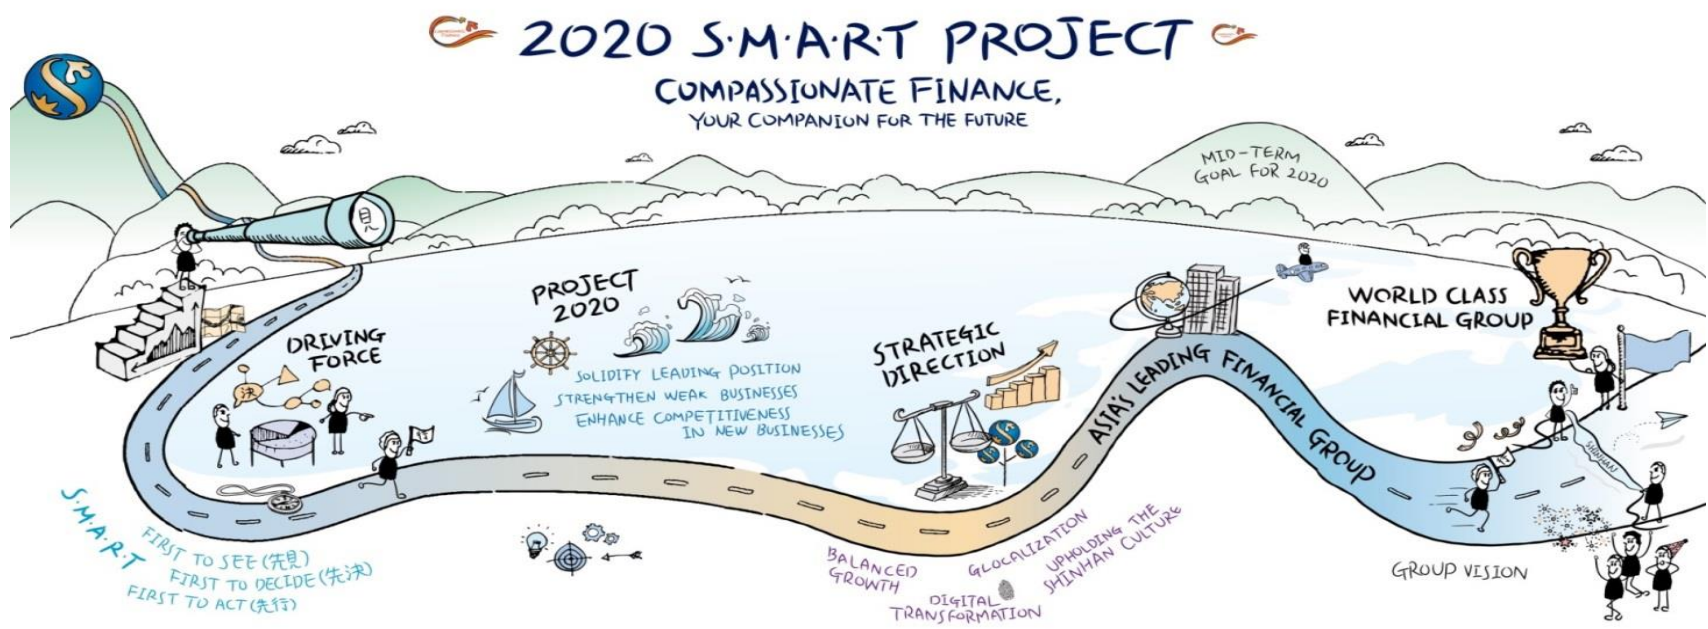 2020 S·M·A·R·T PROJECT
COMPASSIONATE FINANCE,
YOUR COMPANION FOR THE FUTURE
MID-TERM
GOAL FOR 2020
見
DRIVING
FORCE
決
PROJECT
2020
SOLIDIFY LEADING POSITION
STRENGTHEN WEAK BUSINESSES
ENHANCE COMPETITIVENESS
IN NEW BUSINESSES
STRATEGIC
DIRECTION
ASIA'S LEADING FINANCIAL GROUP
WORLD CLASS
FINANCIAL GROUP
SHINHAN
S·M·A·R·T
FIRST TO SEE (先見)
FIRST TO DECIDE (先決)
FIRST TO ACT (先行)
BALANCED
GROWTH
GLOCALIZATION
UPHOLDING THE
SHINHAN CULTURE
DIGITAL
TRANSFORMATION
GROUP VISION